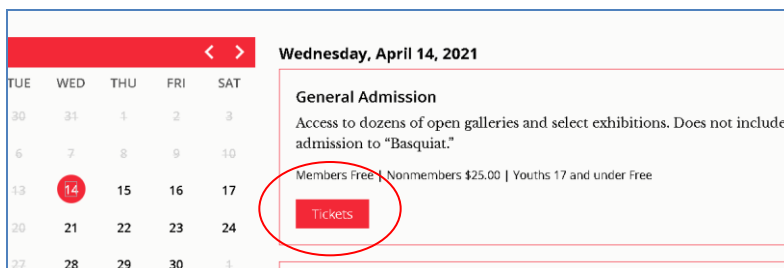 Wednesday, April 14, 2021
TUE WED THU FRI SAT
30 31 1 2 3
6 7 8 9 10
13 14 15 16 17
20 21 22 23 24
27 28 29 30 1
General Admission
Access to dozens of open galleries and select exhibitions. Does not include
admission to “Basquiat.”
Members Free | Nonmembers $25.00 | Youths 17 and under Free
Tickets